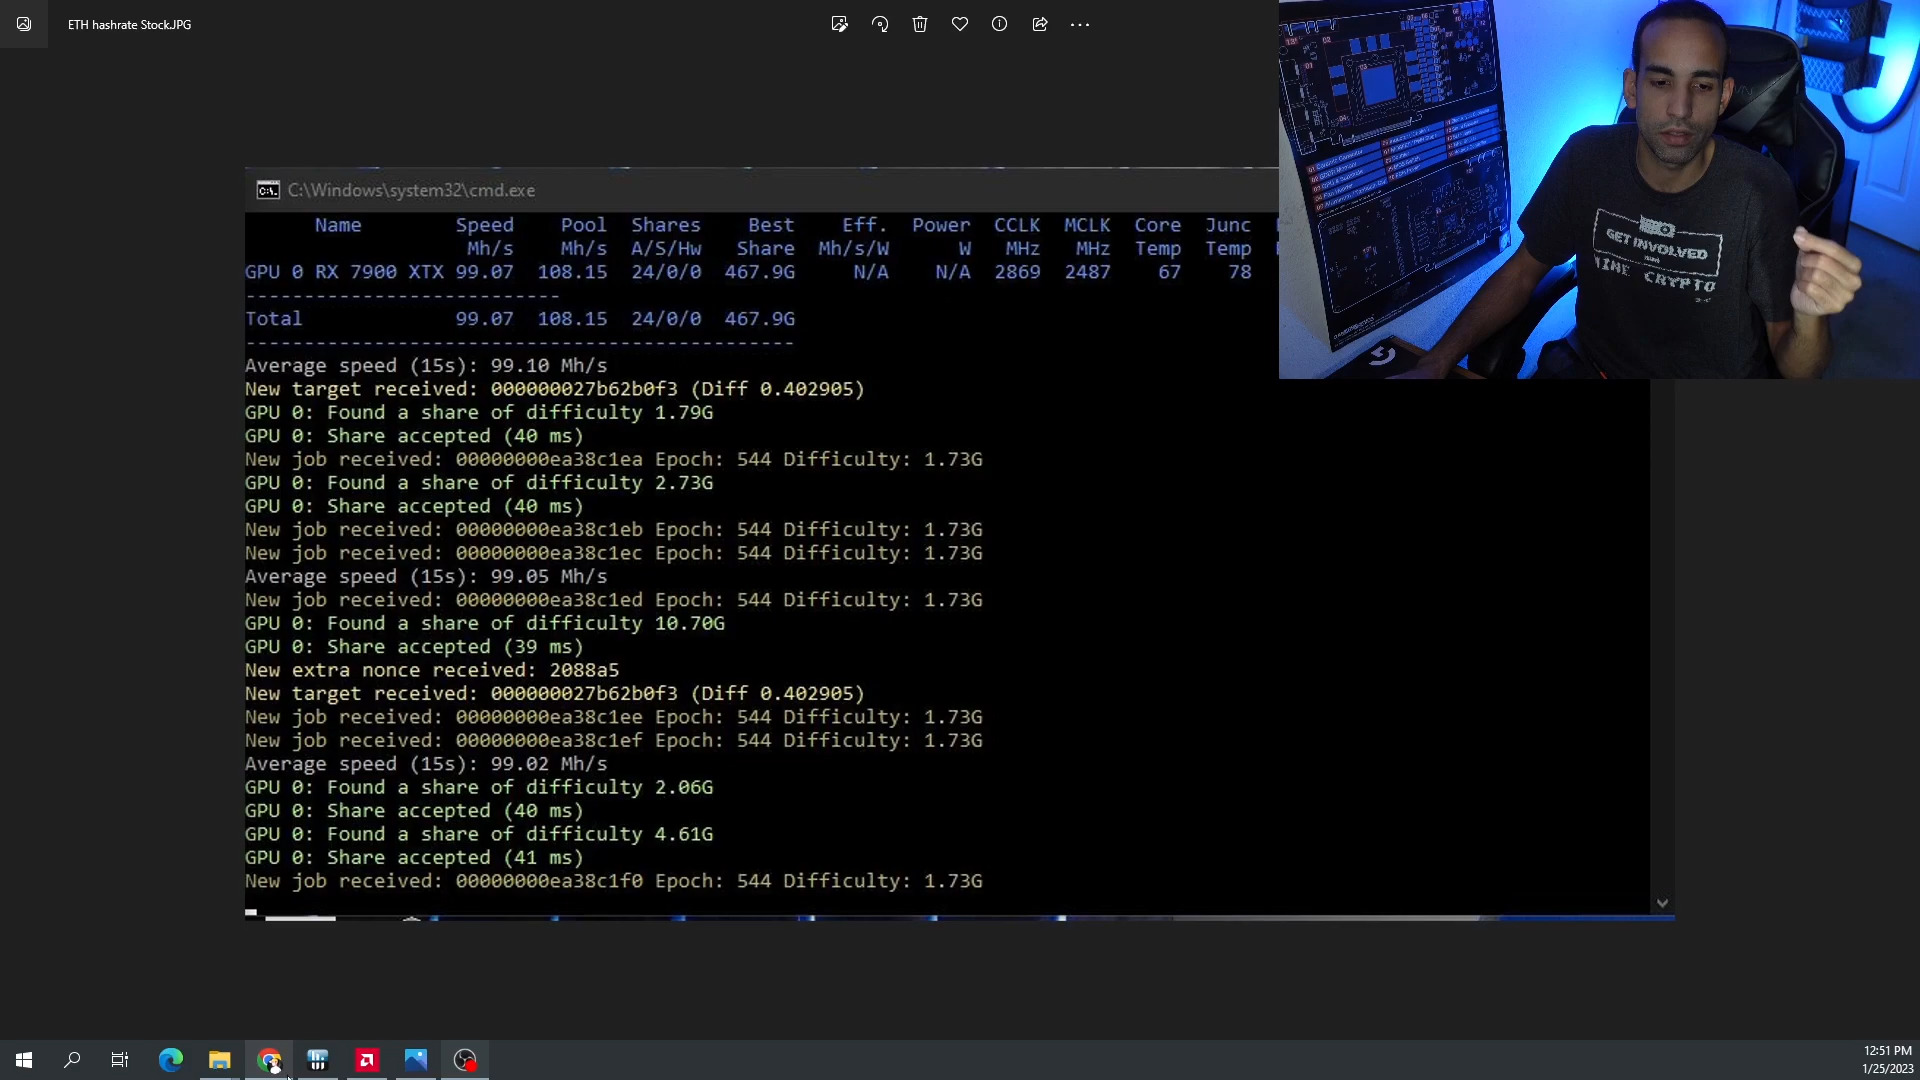 ETH hashrate Stock.JPG
C:\Windows\system32\cmd.exe
Name Speed Pool Shares Best Eff. Power CCLK MCLK Core Junc
Mh/s Mh/s A/S/Hw Share Mh/s/W W MHz MHz Temp Temp
GPU 0 RX 7900 XTX 99.07 108.15 24/0/0 467.9G N/A N/A 2869 2487 67 78
---------------------------
Total 99.07 108.15 24/0/0 467.9G
-----------------------------------------------
Average speed (15s): 99.10 Mh/s
New target received: 000000027b62b0f3 (Diff 0.402905)
GPU 0: Found a share of difficulty 1.79G
GPU 0: Share accepted (40 ms)
New job received: 00000000ea38c1ea Epoch: 544 Difficulty: 1.73G
GPU 0: Found a share of difficulty 2.73G
GPU 0: Share accepted (40 ms)
New job received: 00000000ea38c1eb Epoch: 544 Difficulty: 1.73G
New job received: 00000000ea38c1ec Epoch: 544 Difficulty: 1.73G
Average speed (15s): 99.05 Mh/s
New job received: 00000000ea38c1ed Epoch: 544 Difficulty: 1.73G
GPU 0: Found a share of difficulty 10.70G
GPU 0: Share accepted (39 ms)
New extra nonce received: 2088a5
New target received: 000000027b62b0f3 (Diff 0.402905)
New job received: 00000000ea38c1ee Epoch: 544 Difficulty: 1.73G
New job received: 00000000ea38c1ef Epoch: 544 Difficulty: 1.73G
Average speed (15s): 99.02 Mh/s
GPU 0: Found a share of difficulty 2.06G
GPU 0: Share accepted (40 ms)
GPU 0: Found a share of difficulty 4.61G
GPU 0: Share accepted (41 ms)
New job received: 00000000ea38c1f0 Epoch: 544 Difficulty: 1.73G
GET INVOLVED
MINE CRYPTO
12:51 PM
1/25/2023